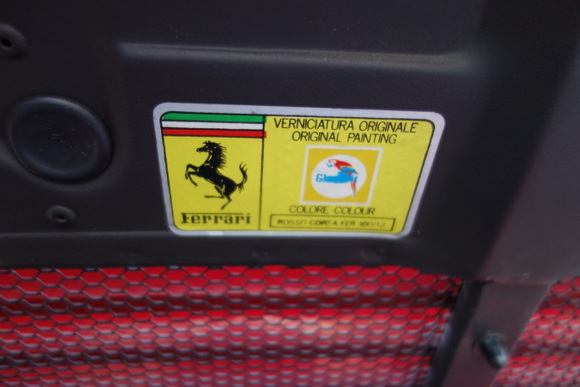 VERNICIATURA ORIGINALE
ORIGINAL PAINTING
Ferrari
COLORE-COLOUR
ROSSO CORSA FER 300/12